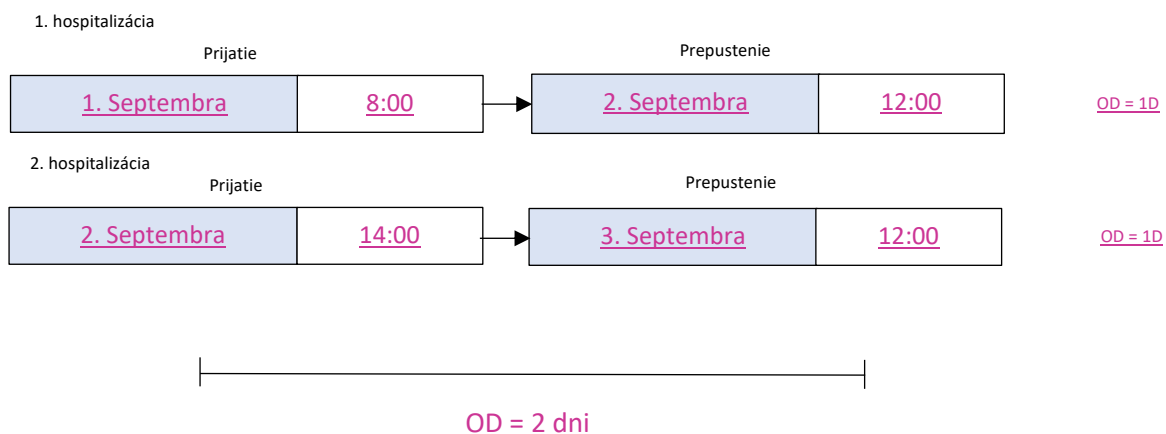 1. hospitalizácia
Prijatie Prepustenie
1. Septembra 8:00 2. Septembra 12:00 OD = 1D
2. hospitalizácia
Prijatie Prepustenie
2. Septembra 14:00 3. Septembra 12:00 OD = 1D
OD = 2 dni